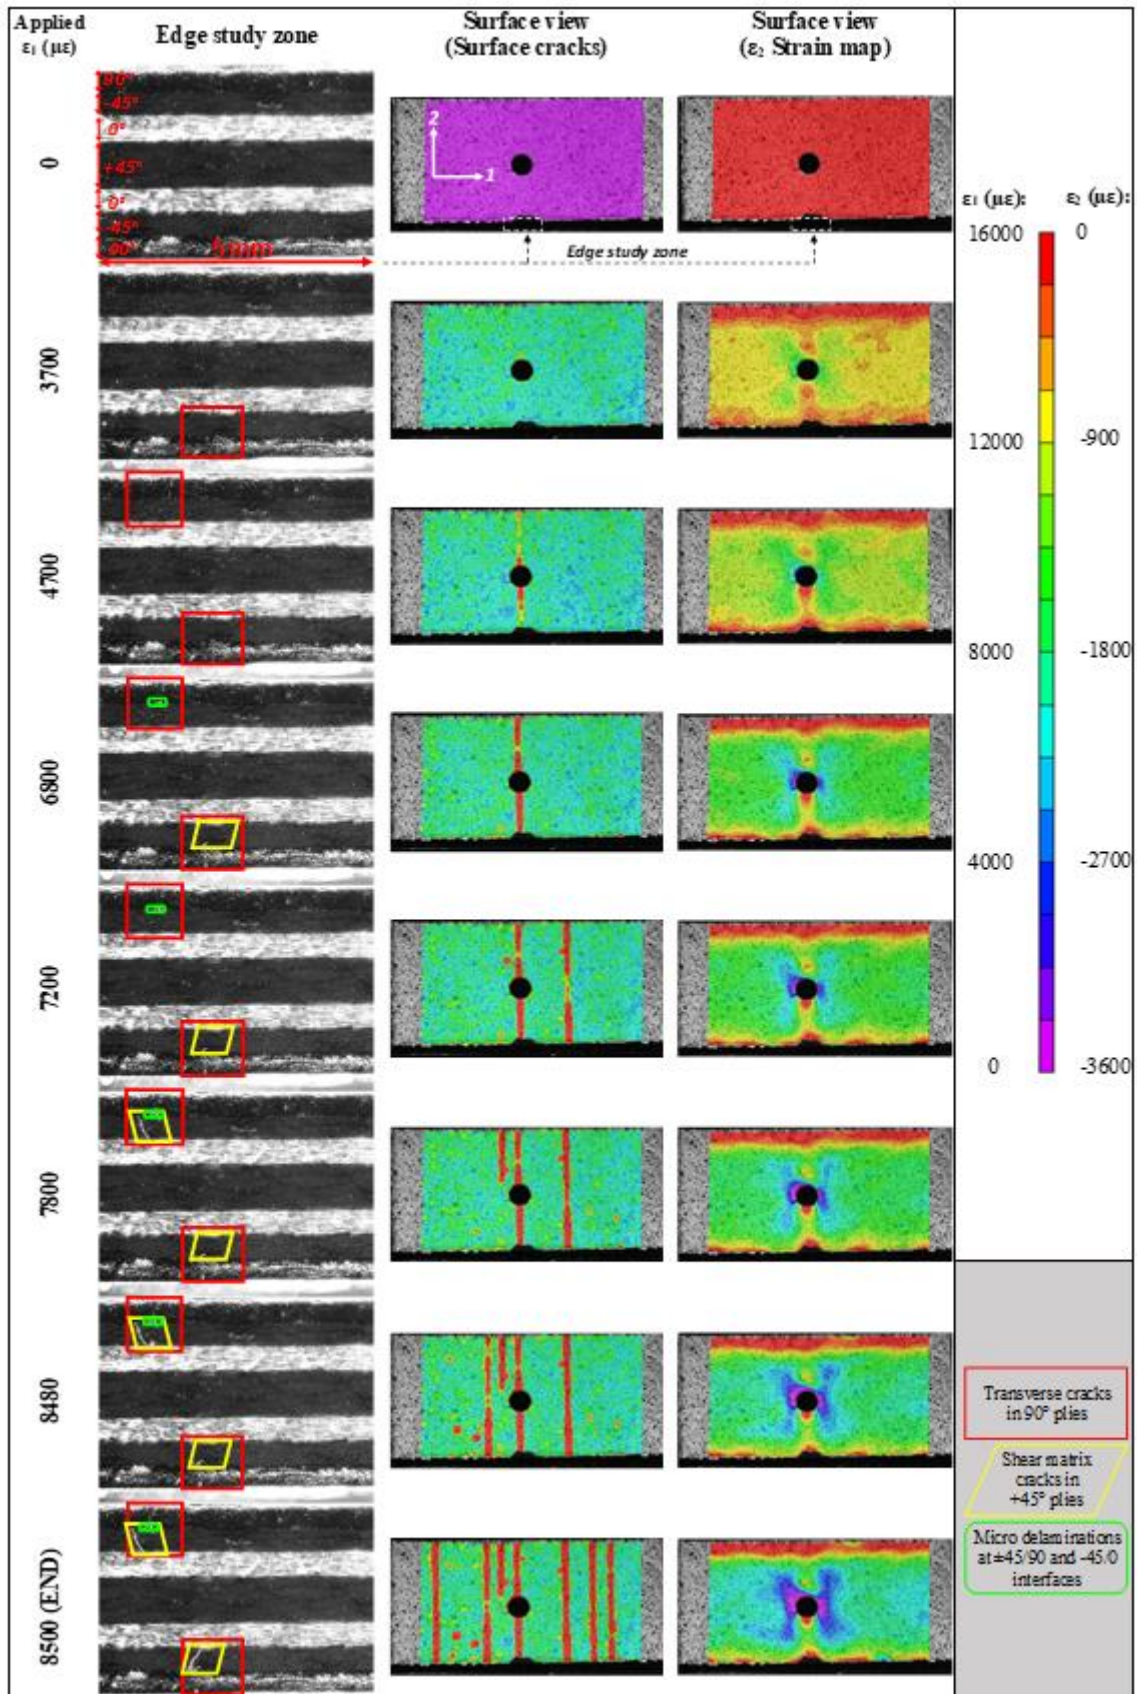 Applied
ε₁ (με)
Edge study zone
Surface view
(Surface cracks)
Surface view
(ε₂ Strain map)
90°
-45°
0°
+45°
0°
-45°
0
2
1
Edge study zone
3700
4700
6800
7200
7800
8480
8500 (END)
ε₁ (με):
ε₂ (με):
16000
0
12000
-900
8000
-1800
4000
-2700
0
-3600
Transverse cracks
in 90° plies
Shear matrix
cracks in
+45° plies
Micro delaminations
at ±45/90 and -45.0
interfaces